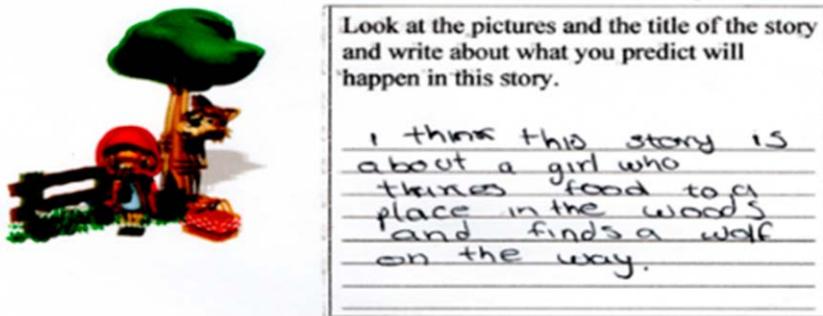 Look at the pictures and the title of the story
and write about what you predict will
happen in this story.
I think this story is
about a girl who
food to a
place in the woods
and finds a wolf
on the way.